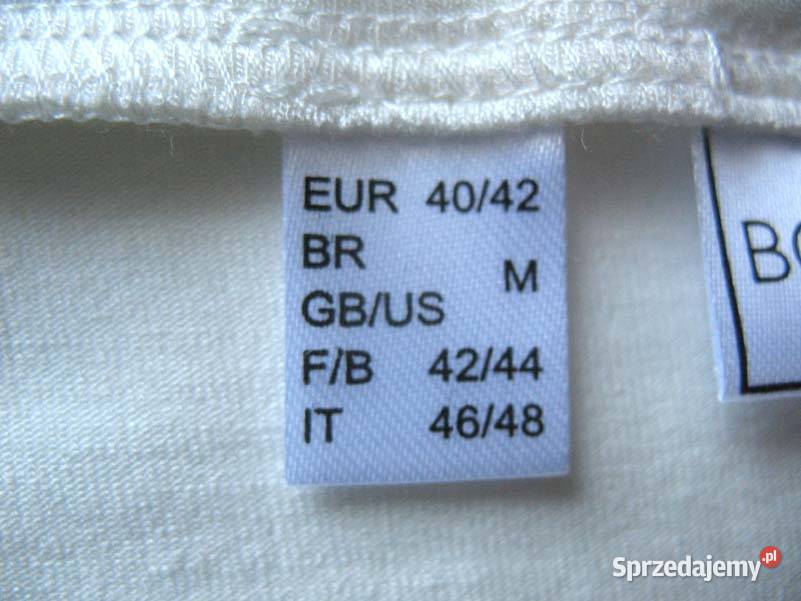 EUR 40/42
BR
M
GB/US
F/B 42/44
IT 46/48
Sprzedajemy.pl